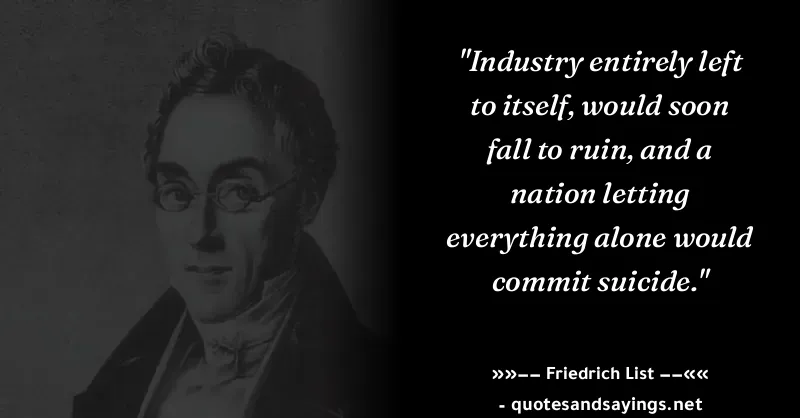 "Industry entirely left
to itself, would soon
fall to ruin, and a
nation letting
everything alone would
commit suicide."
»»−− Friedrich List −−««
- quotesandsayings.net